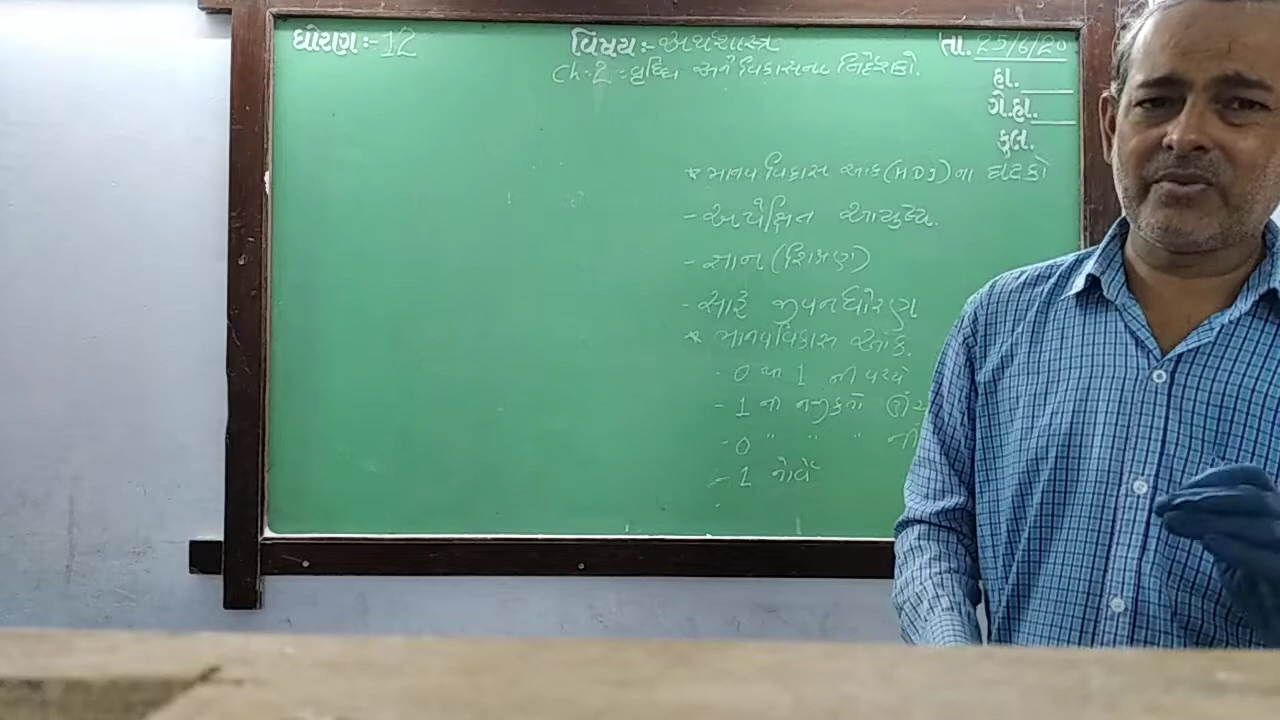 ધોરણ:- 12
વિષય:- અર્થશાસ્ત્ર
તા. 25/6/20
Ch-2 : વૃદ્ધિ અને વિકાસના નિર્દેશકો.
હા.
ગે.હા.
કુલ.
* માનવ વિકાસ આંક (HDI) ના ઘટકો
- અપેક્ષિત આયુષ્ય.
- જ્ઞાન (શિક્ષણ)
- સારું જીવનધોરણ
* માનવવિકાસ આંક.
- 0 થી 1 ની વચ્ચે
- 1 ની નજીક તો
- 0 " " "
- 1 નોર્વે